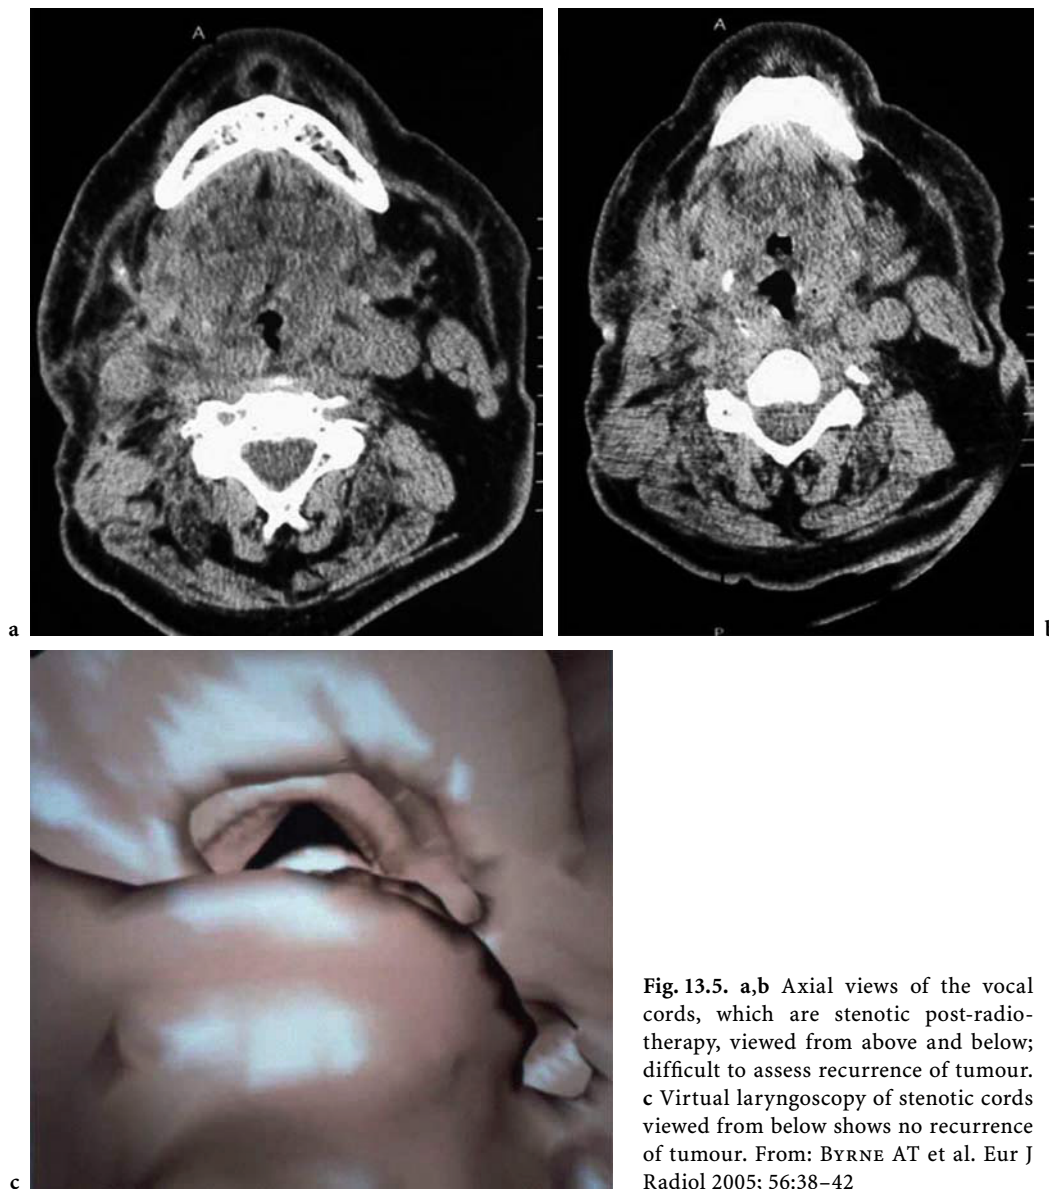 A
A
P
a
b
c
Fig. 13.5. a,b Axial views of the vocal
cords, which are stenotic post-radio-
therapy, viewed from above and below;
difficult to assess recurrence of tumour.
c Virtual laryngoscopy of stenotic cords
viewed from below shows no recurrence
of tumour. From: Byrne AT et al. Eur J
Radiol 2005; 56:38–42